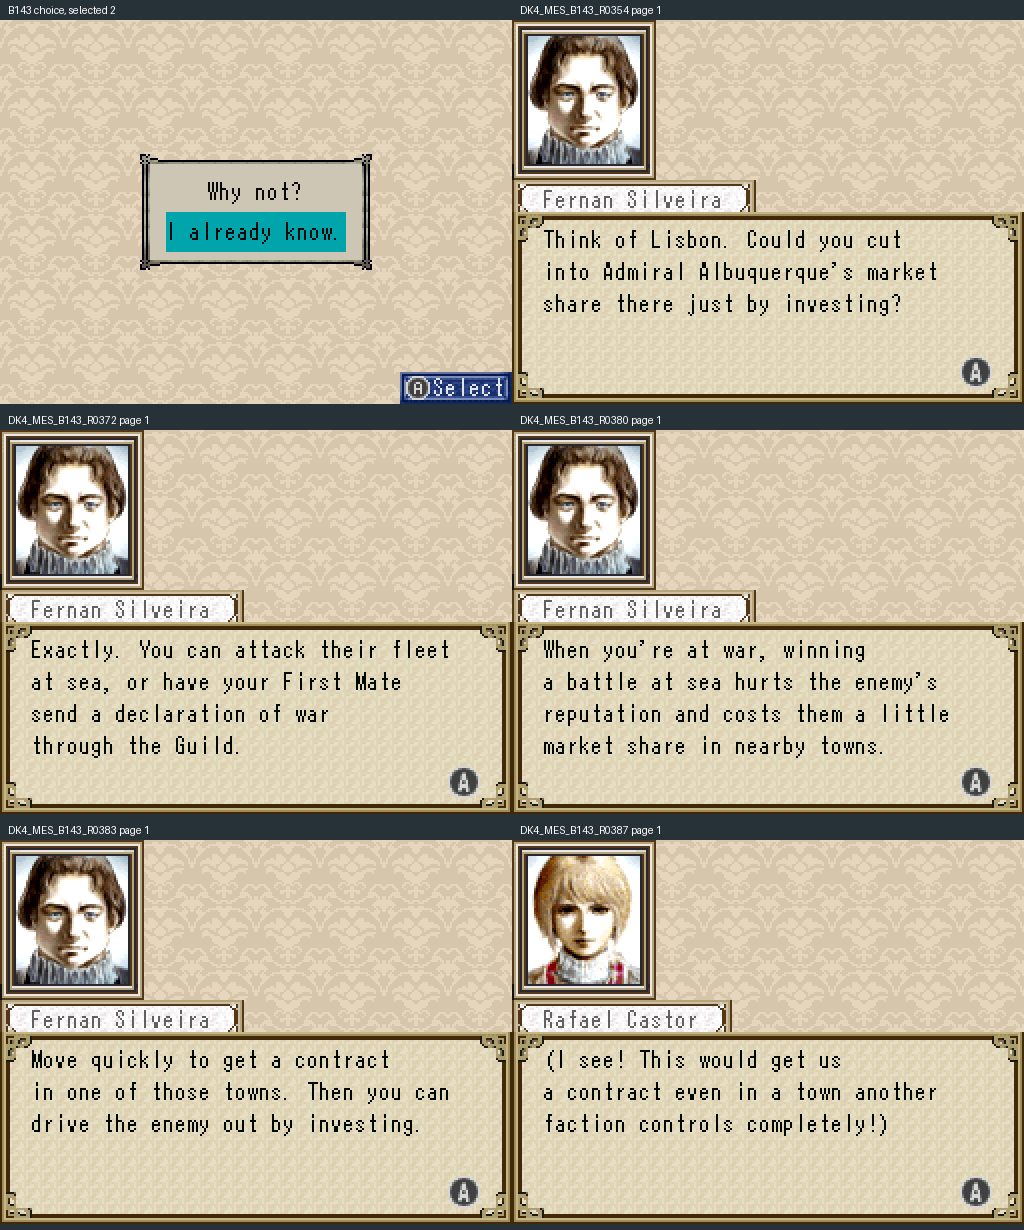 B143 choice, selected 2
Why not?
I already know.
A Select
DK4_MES_B143_R0354 page 1
Fernan Silveira
Think of Lisbon. Could you cut
into Admiral Albuquerque's market
share there just by investing?
A
DK4_MES_B143_R0372 page 1
Fernan Silveira
Exactly. You can attack their fleet
at sea, or have your First Mate
send a declaration of war
through the Guild.
A
DK4_MES_B143_R0380 page 1
Fernan Silveira
When you're at war, winning
a battle at sea hurts the enemy's
reputation and costs them a little
market share in nearby towns.
A
DK4_MES_B143_R0383 page 1
Fernan Silveira
Move quickly to get a contract
in one of those towns. Then you can
drive the enemy out by investing.
A
DK4_MES_B143_R0387 page 1
Rafael Castor
(I see! This would get us
a contract even in a town another
faction controls completely!)
A